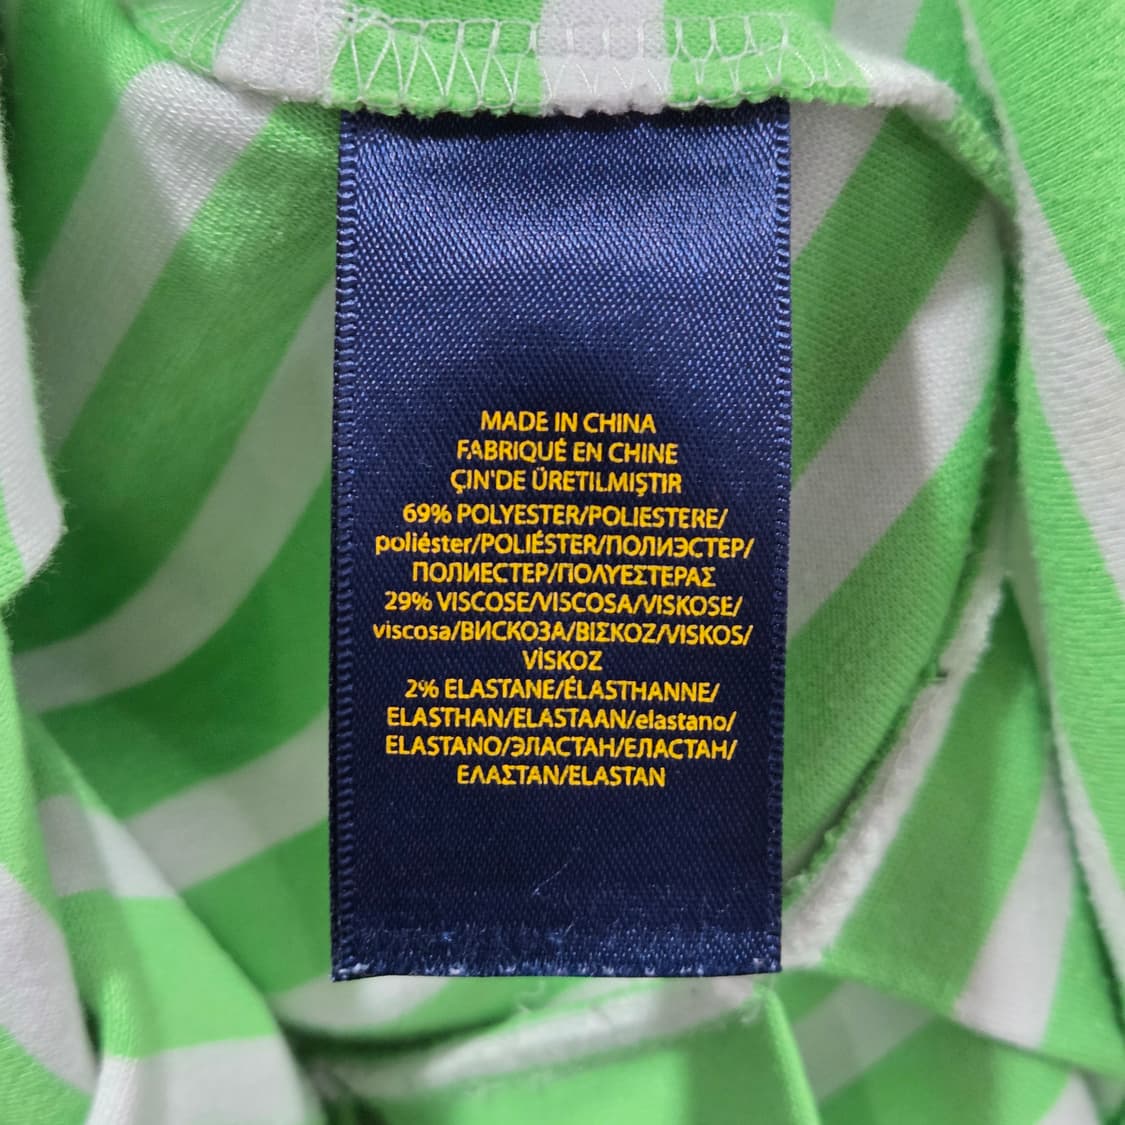 MADE IN CHINA
FABRIQUÉ EN CHINE
ÇIN'DE ÜRETILMIŞTIR
69% POLYESTER/POLIESTERE/
poliéster/POLIÉSTER/ПОЛИЭСТЕР/
ПОЛИЕСТЕР/ΠΟΛΥΕΣΤΕΡΑΣ
29% VISCOSE/VISCOSA/VISKOSE/
viscosa/ВИСКОЗА/ΒΙΣΚΟΖ/VISKOS/
VİSKOZ
2% ELASTANE/ÉLASTHANNE/
ELASTHAN/ELASTAAN/elastano/
ELASTANO/ЭЛАСТАН/ЕЛАСТАН/
ΕΛΑΣΤΑΝ/ELASTAN